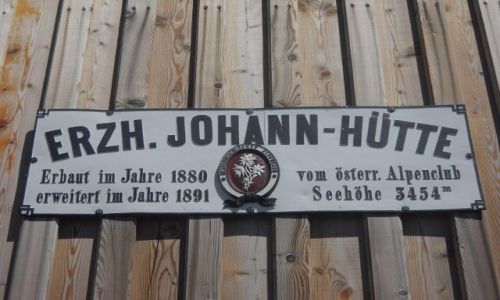 ERZH. JOHANN-HÜTTE
Erbaut im Jahre 1880 vom österr. Alpenclub
erweitert im Jahre 1891 Seehöhe 3454m